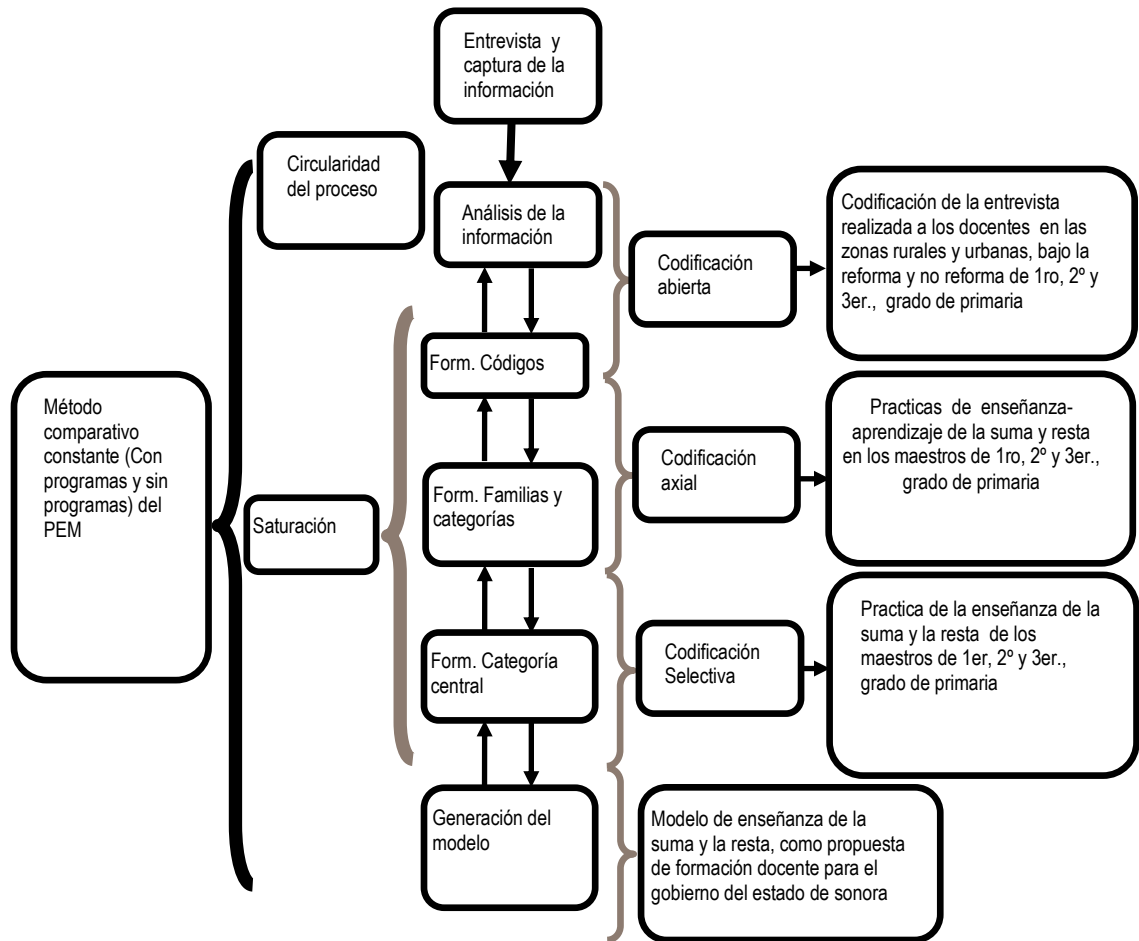 Entrevista y
captura de la
información
Circularidad
del proceso
Análisis de la
información
Codificación
abierta
Codificación de la entrevista
realizada a los docentes en las
zonas rurales y urbanas, bajo la
reforma y no reforma de 1ro, 2º y
3er., grado de primaria
Form. Códigos
Método
comparativo
constante (Con
programas y sin
programas) del
PEM
Saturación
Form. Familias y
categorías
Codificación
axial
Practicas de enseñanza-
aprendizaje de la suma y resta
en los maestros de 1ro, 2º y 3er.,
grado de primaria
Form. Categoría
central
Codificación
Selectiva
Practica de la enseñanza de la
suma y la resta de los
maestros de 1er, 2º y 3er.,
grado de primaria
Generación del
modelo
Modelo de enseñanza de la
suma y la resta, como propuesta
de formación docente para el
gobierno del estado de sonora